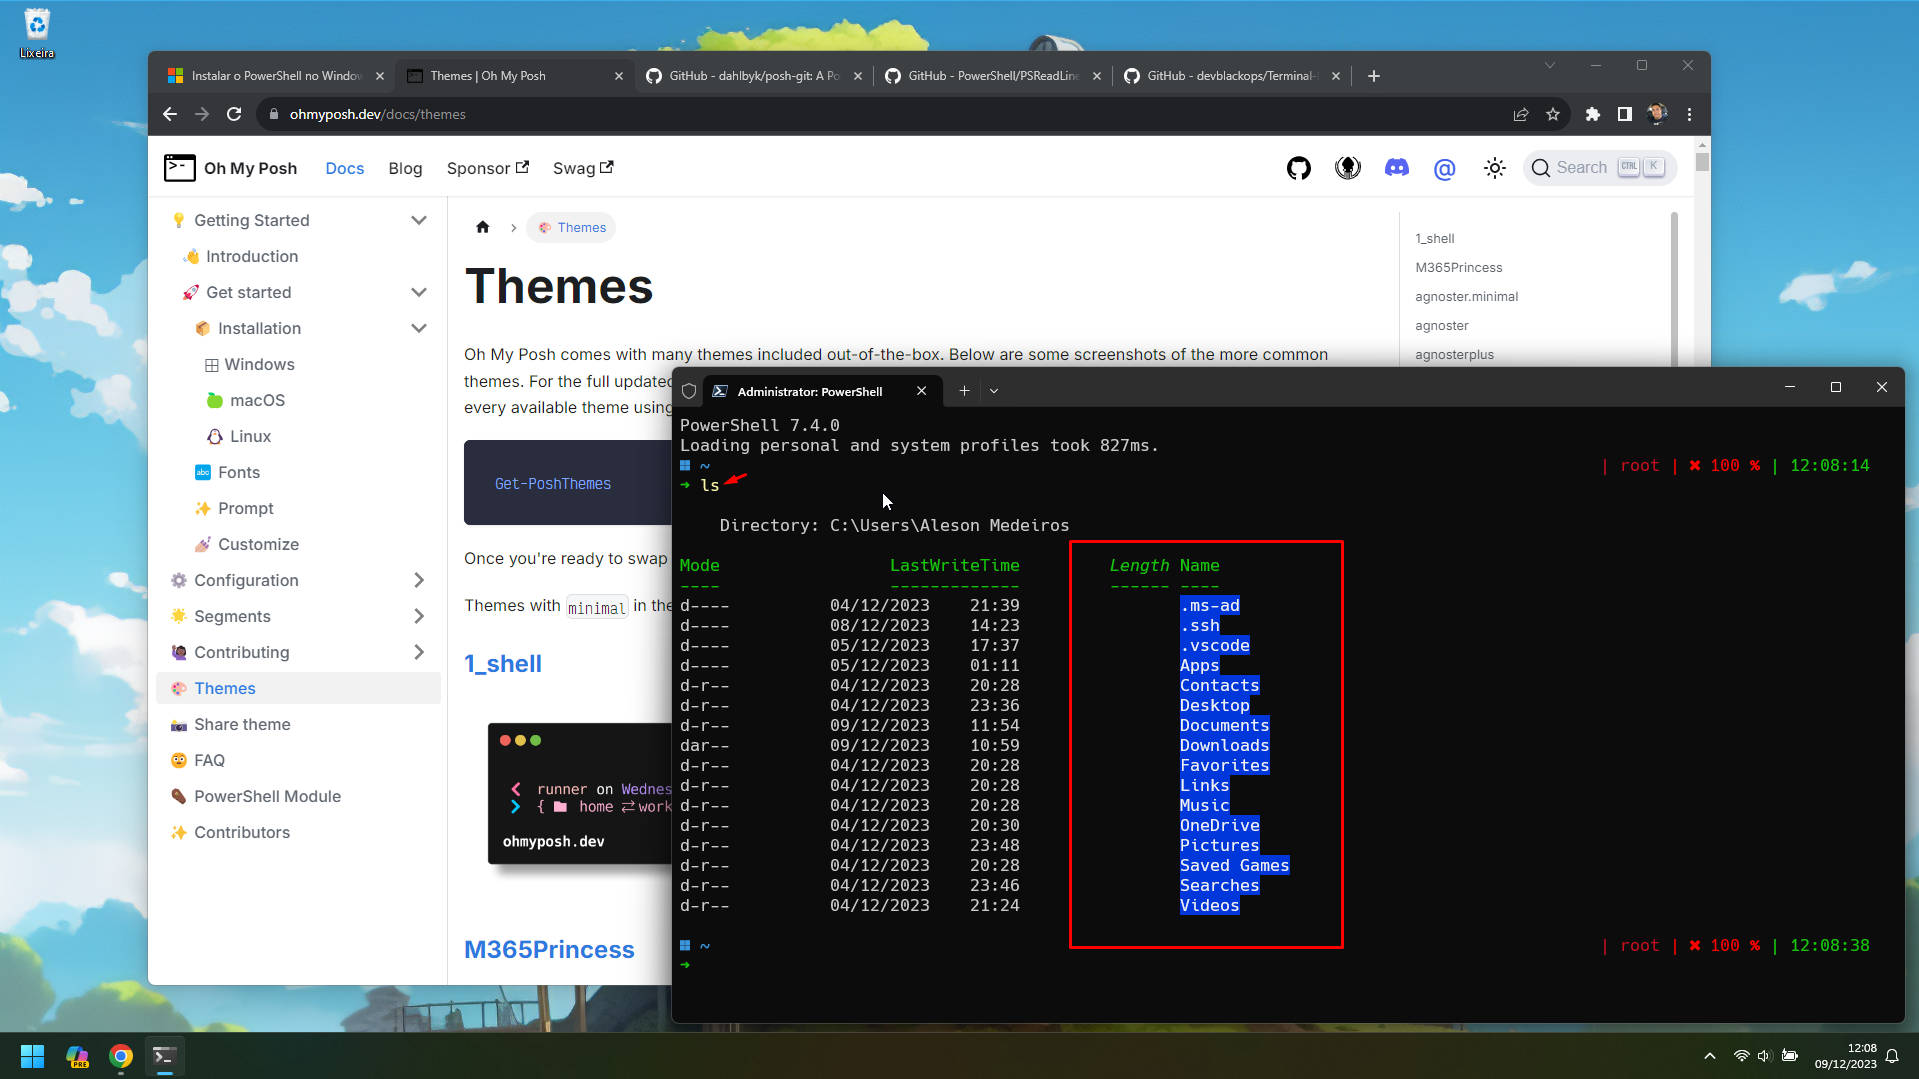 Lixeira
Instalar o PowerShell no Window
Themes | Oh My Posh
GitHub - dahlbyk/posh-git: A Po
GitHub - PowerShell/PSReadLine
GitHub - devblackops/Terminal-
ohmyposh.dev/docs/themes
Oh My Posh
Docs
Blog
Sponsor
Swag
Search
CTRL
K
Getting Started
Introduction
Get started
Installation
Windows
macOS
Linux
abc
Fonts
Prompt
Customize
Configuration
Segments
Contributing
Themes
Share theme
FAQ
PowerShell Module
Contributors
Themes
Themes
Oh My Posh comes with many themes included out-of-the-box. Below are some screenshots of the more common
themes. For the full updated
every available theme using
Get-PoshThemes
Once you're ready to swap
Themes with minimal in the
1_shell
runner on Wednes
{ home work
ohmyposh.dev
M365Princess
1_shell
M365Princess
agnoster.minimal
agnoster
agnosterplus
Administrator: PowerShell
PowerShell 7.4.0
Loading personal and system profiles took 827ms.
~ | root | ✖ 100 % | 12:08:14
➜ ls
Directory: C:\Users\Aleson Medeiros
Mode LastWriteTime Length Name
---- ------------- ------ ----
d---- 04/12/2023 21:39 .ms-ad
d---- 08/12/2023 14:23 .ssh
d---- 05/12/2023 17:37 .vscode
d---- 05/12/2023 01:11 Apps
d-r-- 04/12/2023 20:28 Contacts
d-r-- 04/12/2023 23:36 Desktop
d-r-- 09/12/2023 11:54 Documents
dar-- 09/12/2023 10:59 Downloads
d-r-- 04/12/2023 20:28 Favorites
d-r-- 04/12/2023 20:28 Links
d-r-- 04/12/2023 20:28 Music
d-r-- 04/12/2023 20:30 OneDrive
d-r-- 04/12/2023 23:48 Pictures
d-r-- 04/12/2023 20:28 Saved Games
d-r-- 04/12/2023 23:46 Searches
d-r-- 04/12/2023 21:24 Videos
~ | root | ✖ 100 % | 12:08:38
➜
PRE
12:08
09/12/2023